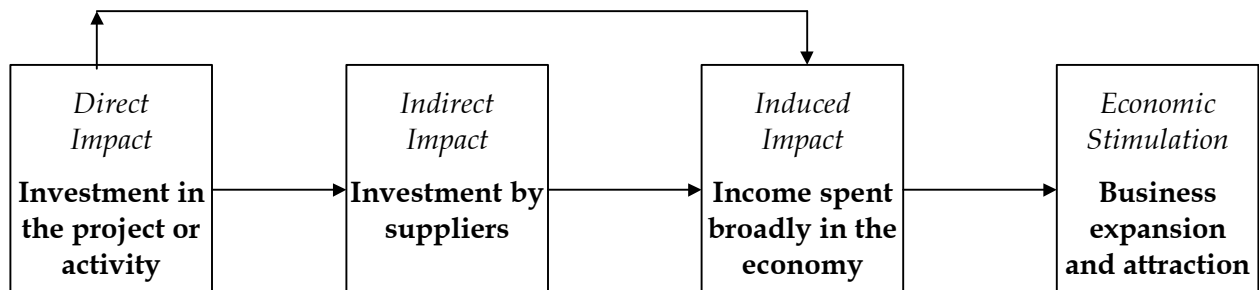 Direct
Impact
Investment in
the project or
activity
Indirect
Impact
Investment by
suppliers
Induced
Impact
Income spent
broadly in the
economy
Economic
Stimulation
Business
expansion
and attraction